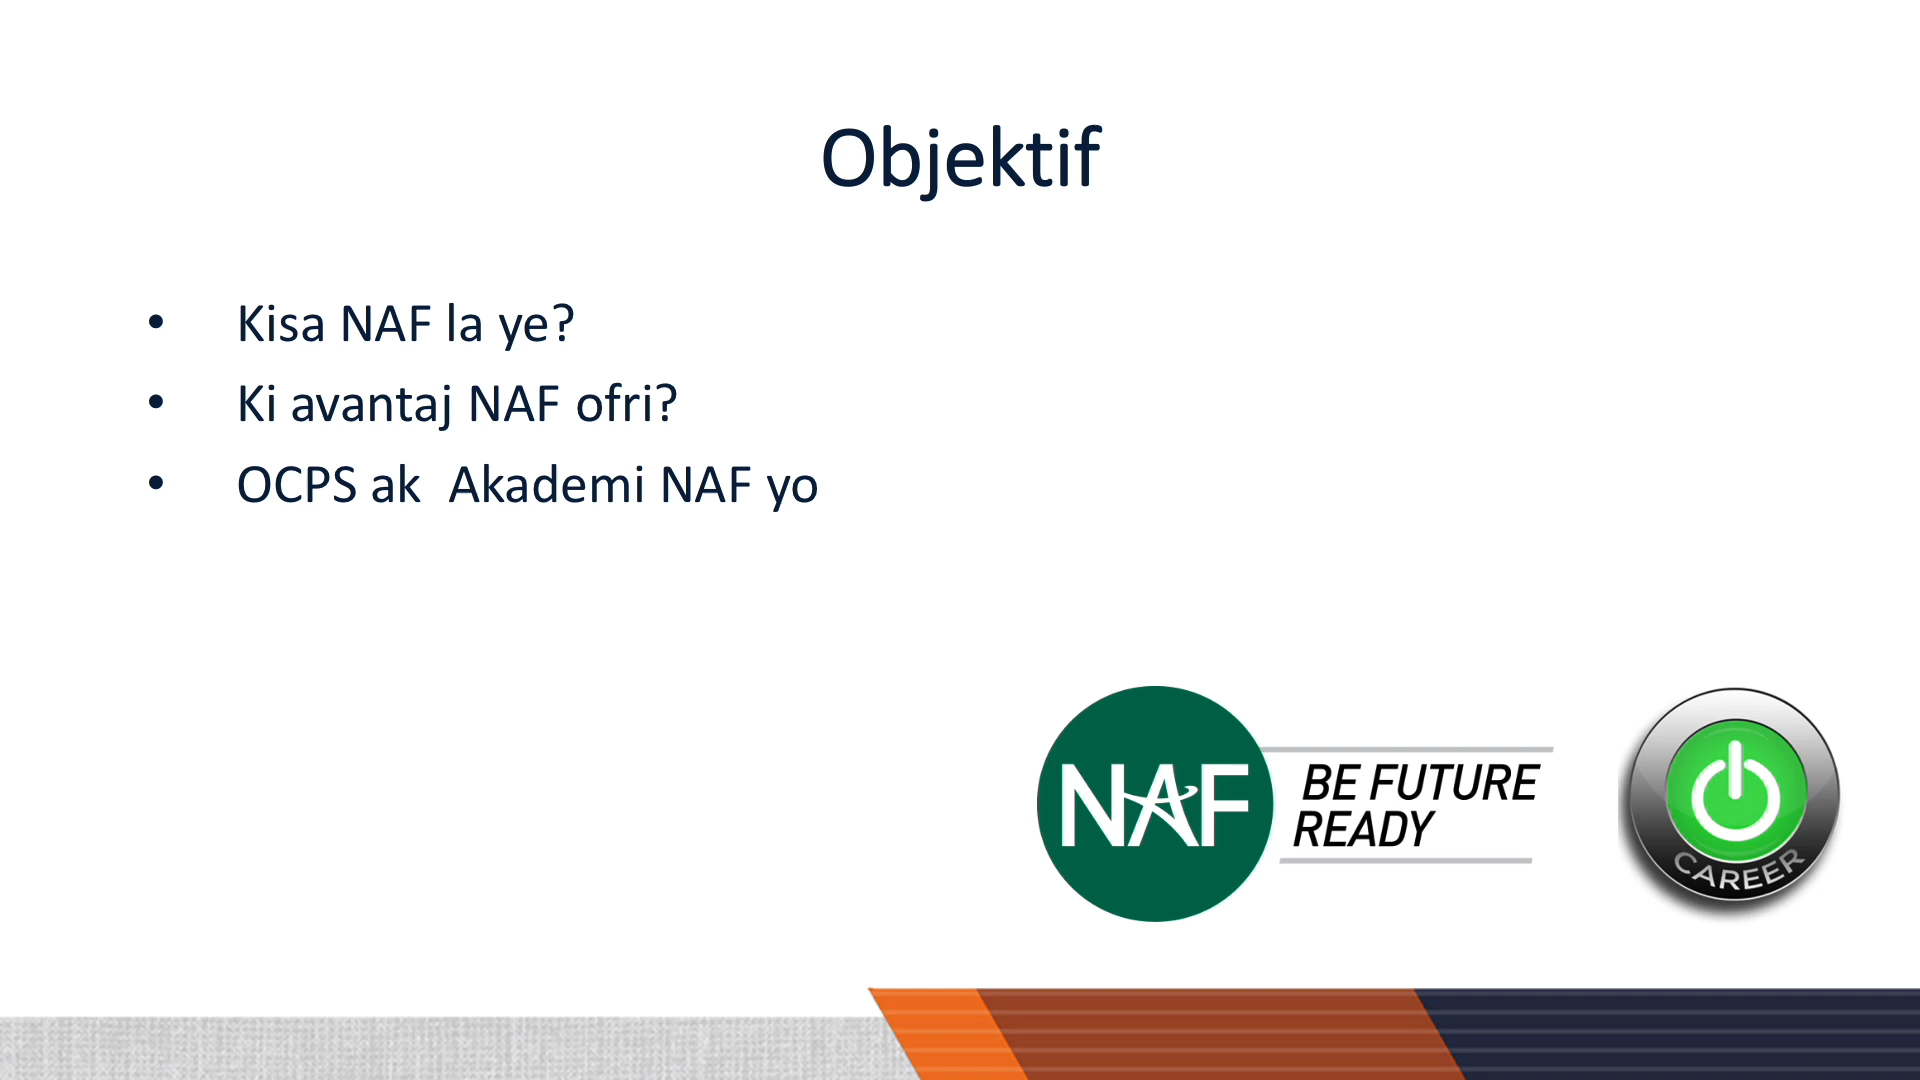 Objektif
• Kisa NAF la ye?
• Ki avantaj NAF ofri?
• OCPS ak  Akademi NAF yo
NAF
BE FUTURE
READY
CAREER